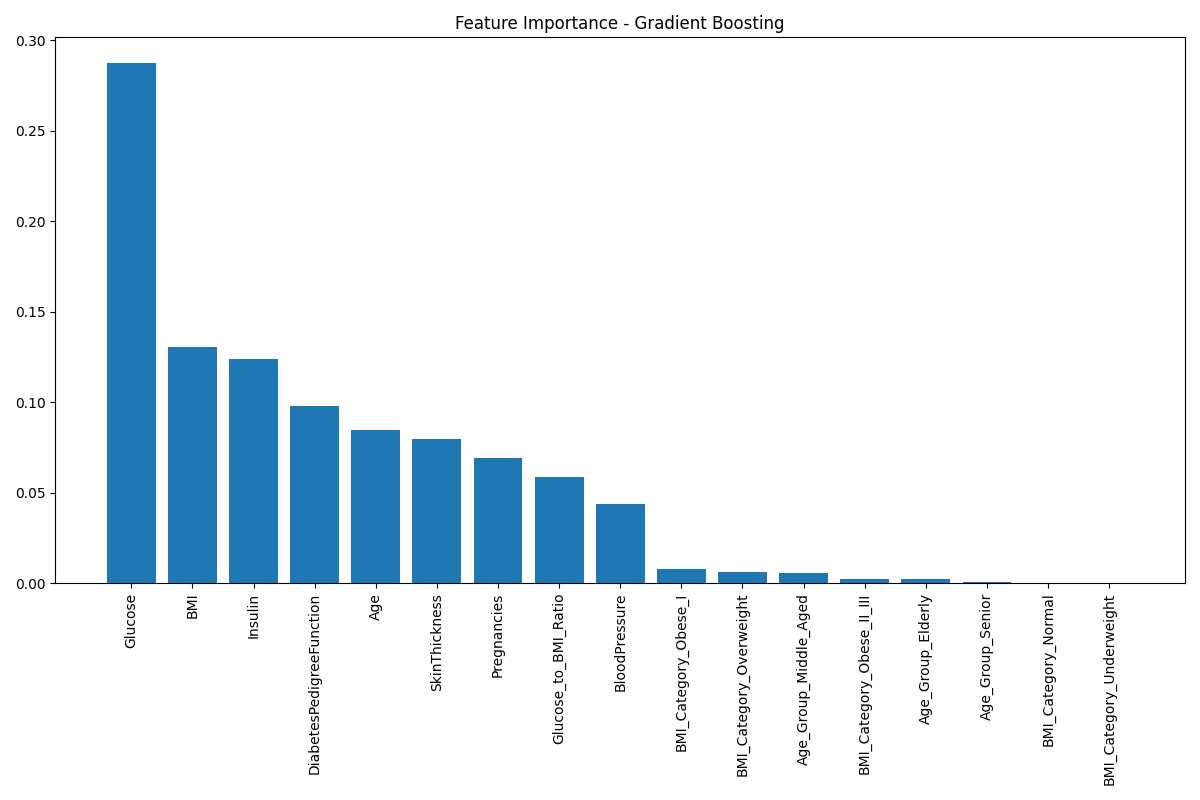 Feature Importance - Gradient Boosting
0.30
0.25
0.20
0.15
0.10
0.05
0.00
Glucose
BMI
Insulin
DiabetesPedigreeFunction
Age
SkinThickness
Pregnancies
Glucose_to_BMI_Ratio
BloodPressure
BMI_Category_Obese_I
BMI_Category_Overweight
Age_Group_Middle_Aged
BMI_Category_Obese_II_III
Age_Group_Elderly
Age_Group_Senior
BMI_Category_Normal
BMI_Category_Underweight